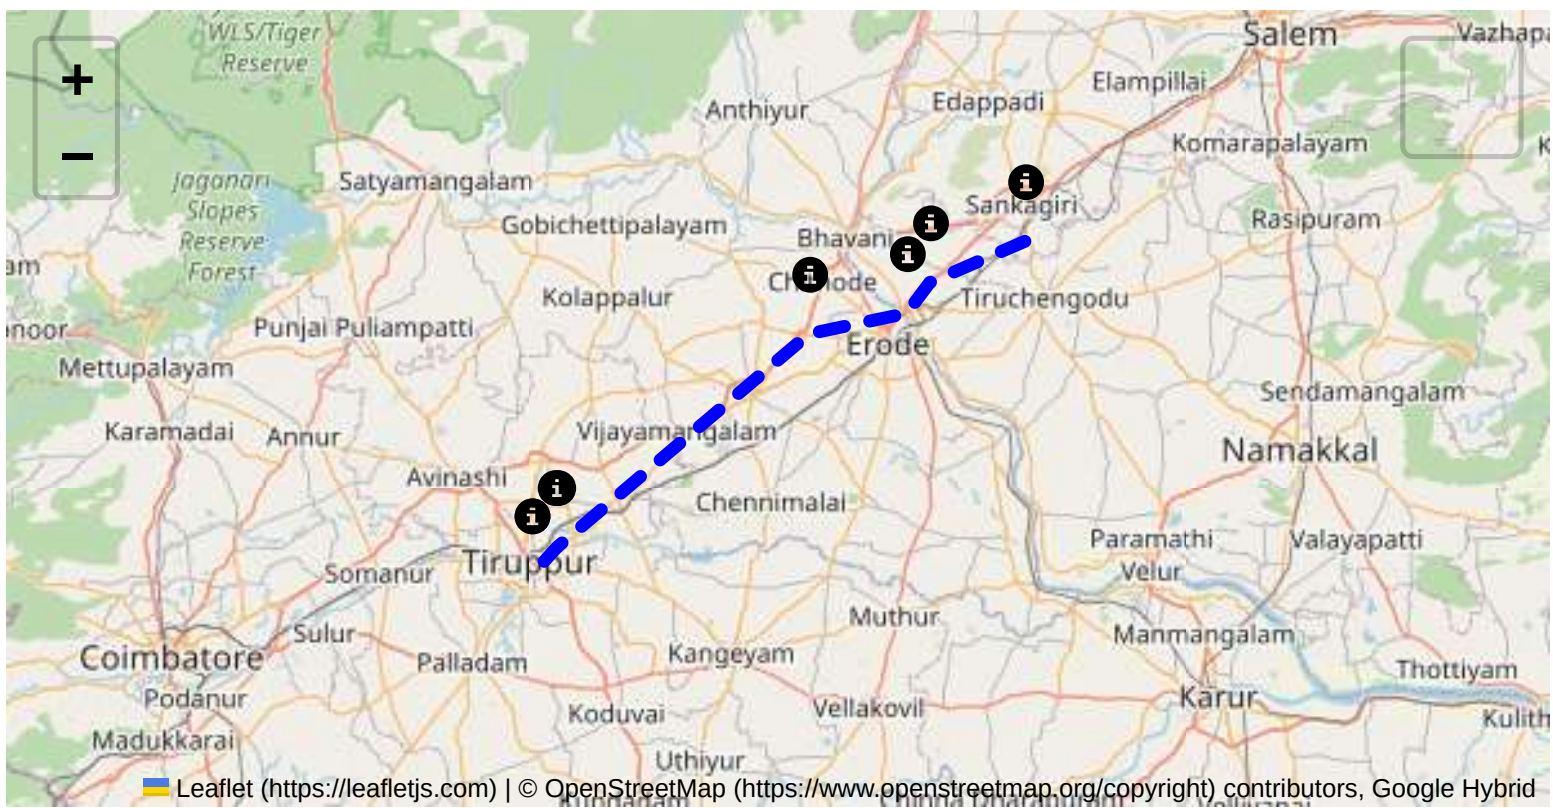 WLS/Tiger
Reserve
Salem
Vazhapa
+
−
Elampillai
Anthiyur
Edappadi
Komarapalayam
K
Jaganari
Slopes
Reserve
Forest
Satyamangalam
Gobichettipalayam
Sankagiri
Rasipuram
Bhavani
am
Kolappalur
Tiruchengodu
onoor
Punjai Puliampatti
Erode
Mettupalayam
Sendamangalam
Karamadai
Annur
Vijayamangalam
Namakkal
Avinashi
Chennimalai
Paramathi
Velur
Valayapatti
Tiruppur
Somanur
Muthur
Sulur
Manmangalam
Coimbatore
Palladam
Kangeyam
Thottiyam
Podanur
Karur
Koduvai
Vellakovil
Kulith
Madukkarai
Uthiyur
Leaflet (https://leafletjs.com) | © OpenStreetMap (https://www.openstreetmap.org/copyright) contributors, Google Hybrid